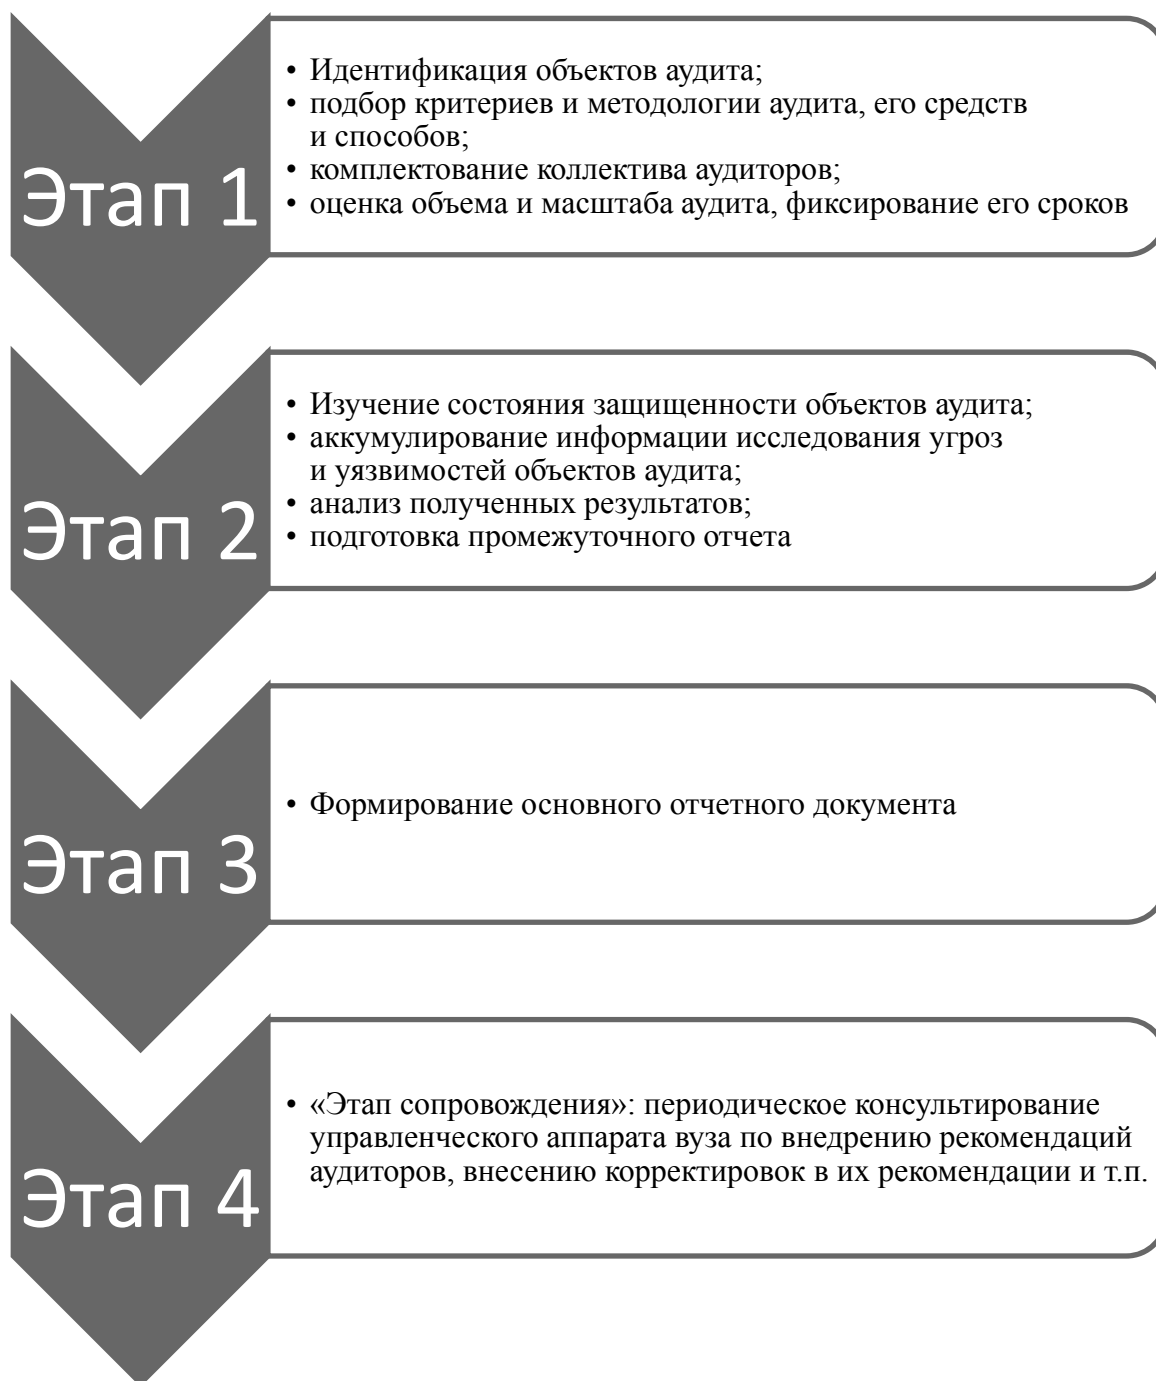 Этап 1
• Идентификация объектов аудита;
• подбор критериев и методологии аудита, его средств
и способов;
• комплектование коллектива аудиторов;
• оценка объема и масштаба аудита, фиксирование его сроков
Этап 2
• Изучение состояния защищенности объектов аудита;
• аккумулирование информации исследования угроз
и уязвимостей объектов аудита;
• анализ полученных результатов;
• подготовка промежуточного отчета
Этап 3
• Формирование основного отчетного документа
Этап 4
• «Этап сопровождения»: периодическое консультирование
управленческого аппарата вуза по внедрению рекомендаций
аудиторов, внесению корректировок в их рекомендации и т.п.